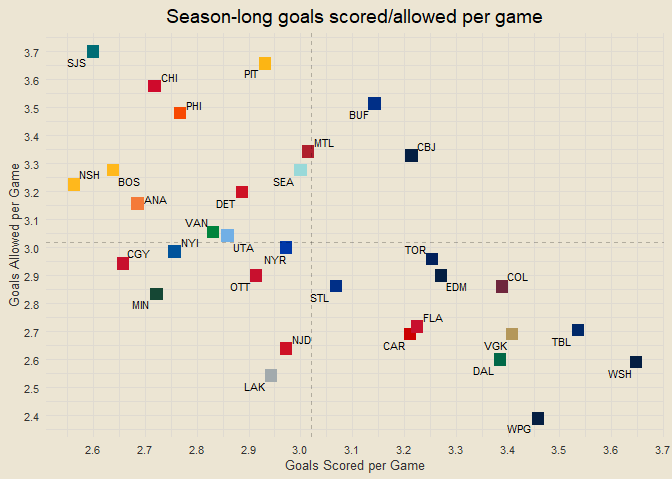 Season-long goals scored/allowed per game
3.7
SJS
PIT
3.6
CHI
3.5
PHI
BUF
3.4
MTL
CBJ
3.3
NSH
BOS
SEA
3.2
ANA
DET
3.1
VAN
NYI
UTA
3.0
NYR
TOR
CGY
2.9
OTT
EDM
COL
MIN
STL
2.8
FLA
2.7
NJD
CAR
VGK
TBL
2.6
DAL
WSH
LAK
2.5
2.4
WPG
Goals Allowed per Game
2.6 2.7 2.8 2.9 3.0 3.1 3.2 3.3 3.4 3.5 3.6 3.7
Goals Scored per Game